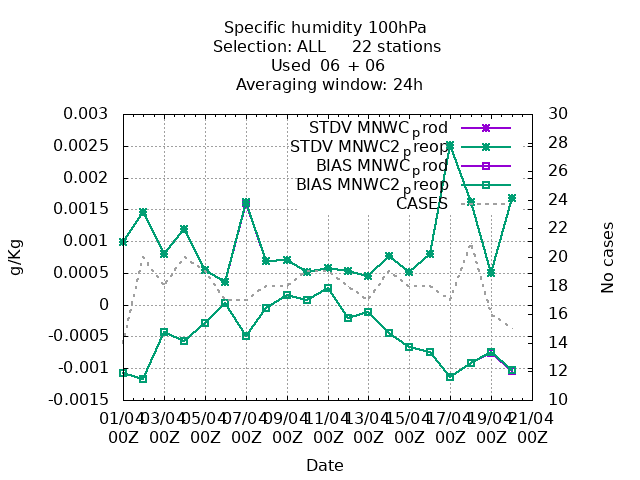 Specific humidity 100hPa
Selection: ALL 22 stations
Used 06 + 06
Averaging window: 24h
0.003
0.0025
0.002
0.0015
0.001
0.0005
0
-0.0005
-0.001
-0.0015
g/Kg
30
28
26
24
22
20
18
16
14
12
10
No cases
STDV MNWC_prod
STDV MNWC2_preop
BIAS MNWC_prod
BIAS MNWC2_preop
CASES
01/04 03/04 05/04 07/04 09/04 11/04 13/04 15/04 17/04 19/04 21/04
00Z 00Z 00Z 00Z 00Z 00Z 00Z 00Z 00Z 00Z 00Z
Date